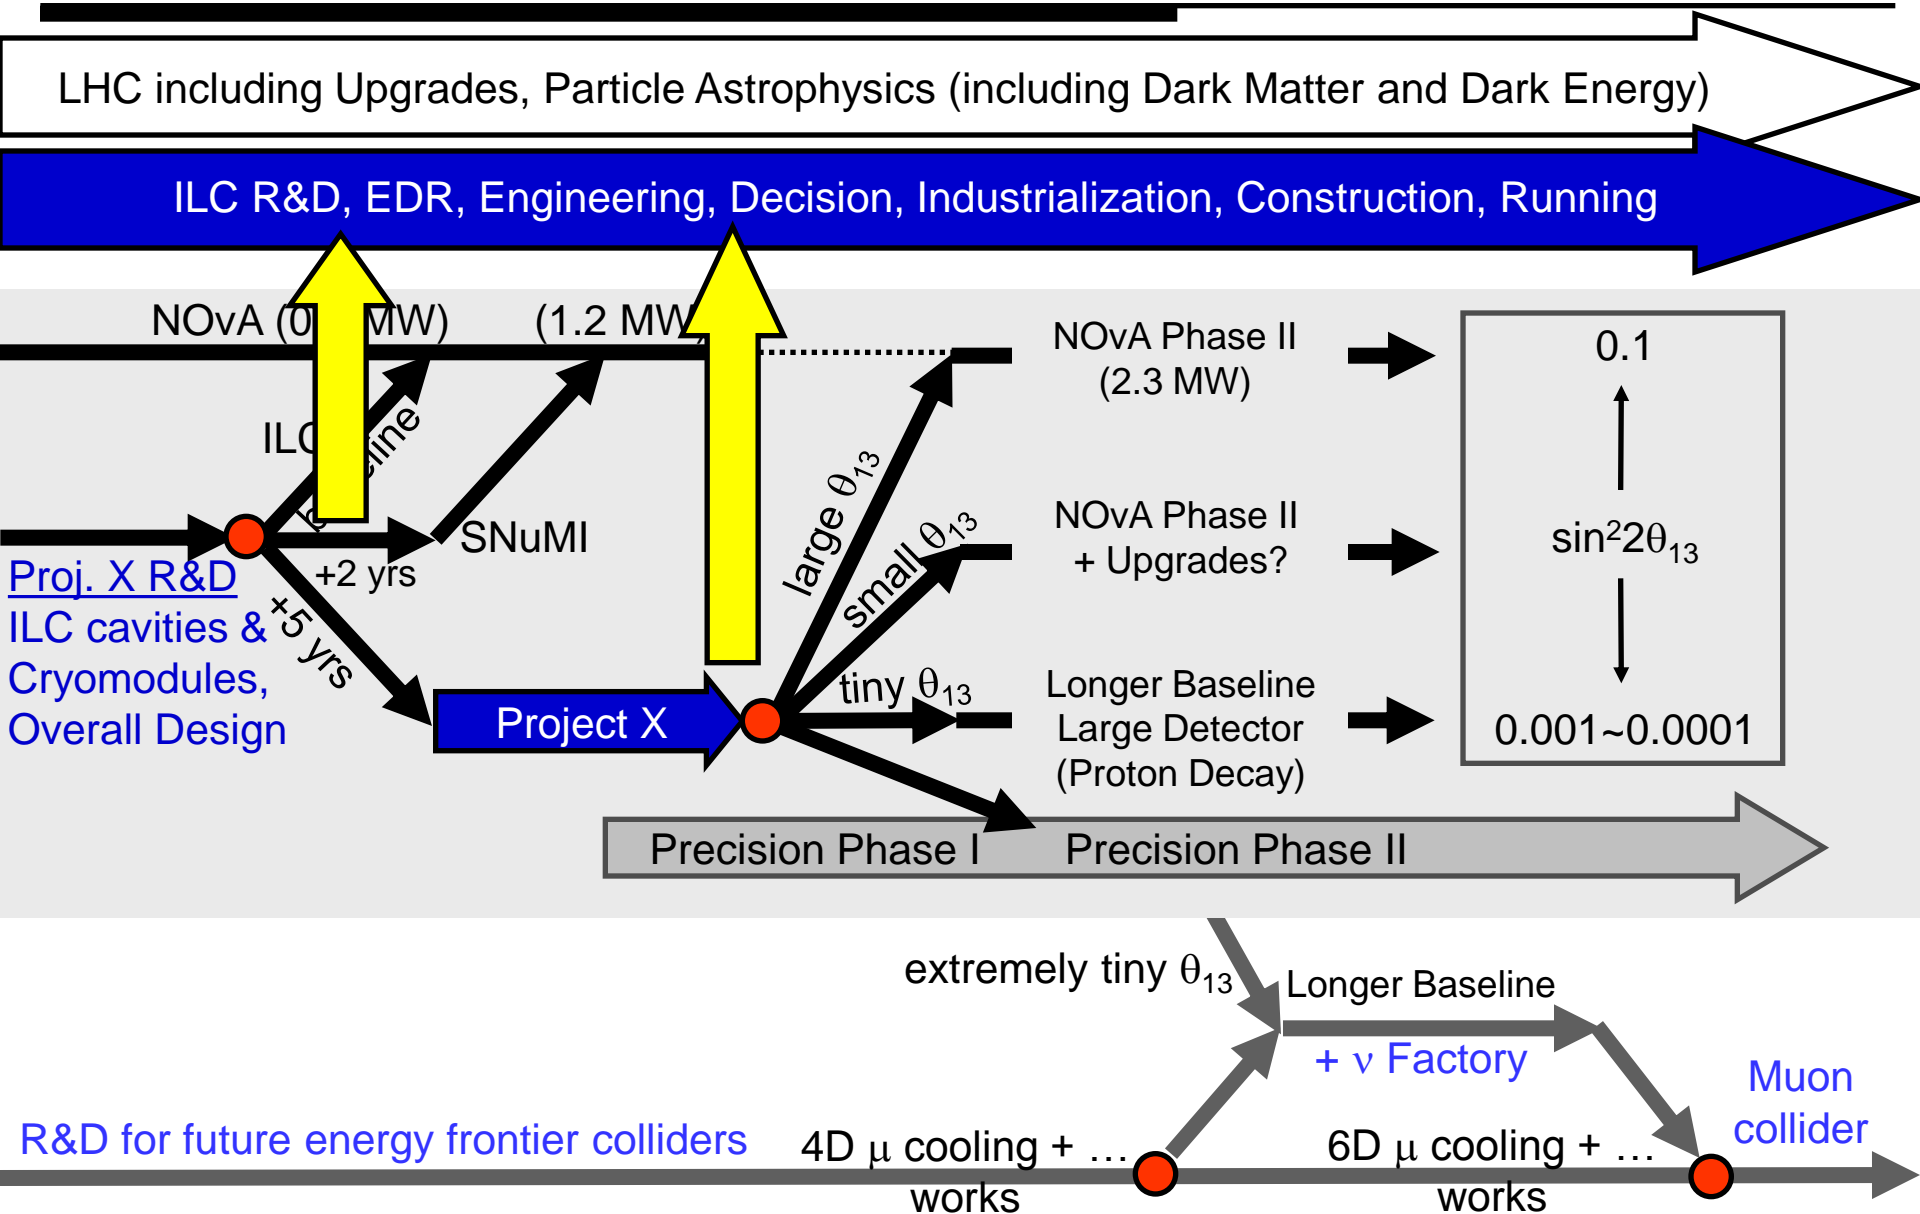 LHC including Upgrades, Particle Astrophysics (including Dark Matter and Dark Energy)
ILC R&D, EDR, Engineering, Decision, Industrialization, Construction, Running
NOvA (0 MW)
(1.2 MW
NOvA Phase II
(2.3 MW)
0.1
ILC
large θ₁₃
small θ₁₃
NOvA Phase II
+ Upgrades?
sin²2θ₁₃
SNuMI
+2 yrs
+5 yrs
Proj. X R&D
ILC cavities &
Cryomodules,
Overall Design
Project X
tiny θ₁₃
Longer Baseline
Large Detector
(Proton Decay)
0.001~0.0001
Precision Phase I
Precision Phase II
extremely tiny θ₁₃
Longer Baseline
+ ν Factory
Muon
collider
R&D for future energy frontier colliders
4D μ cooling + …
works
6D μ cooling + …
works